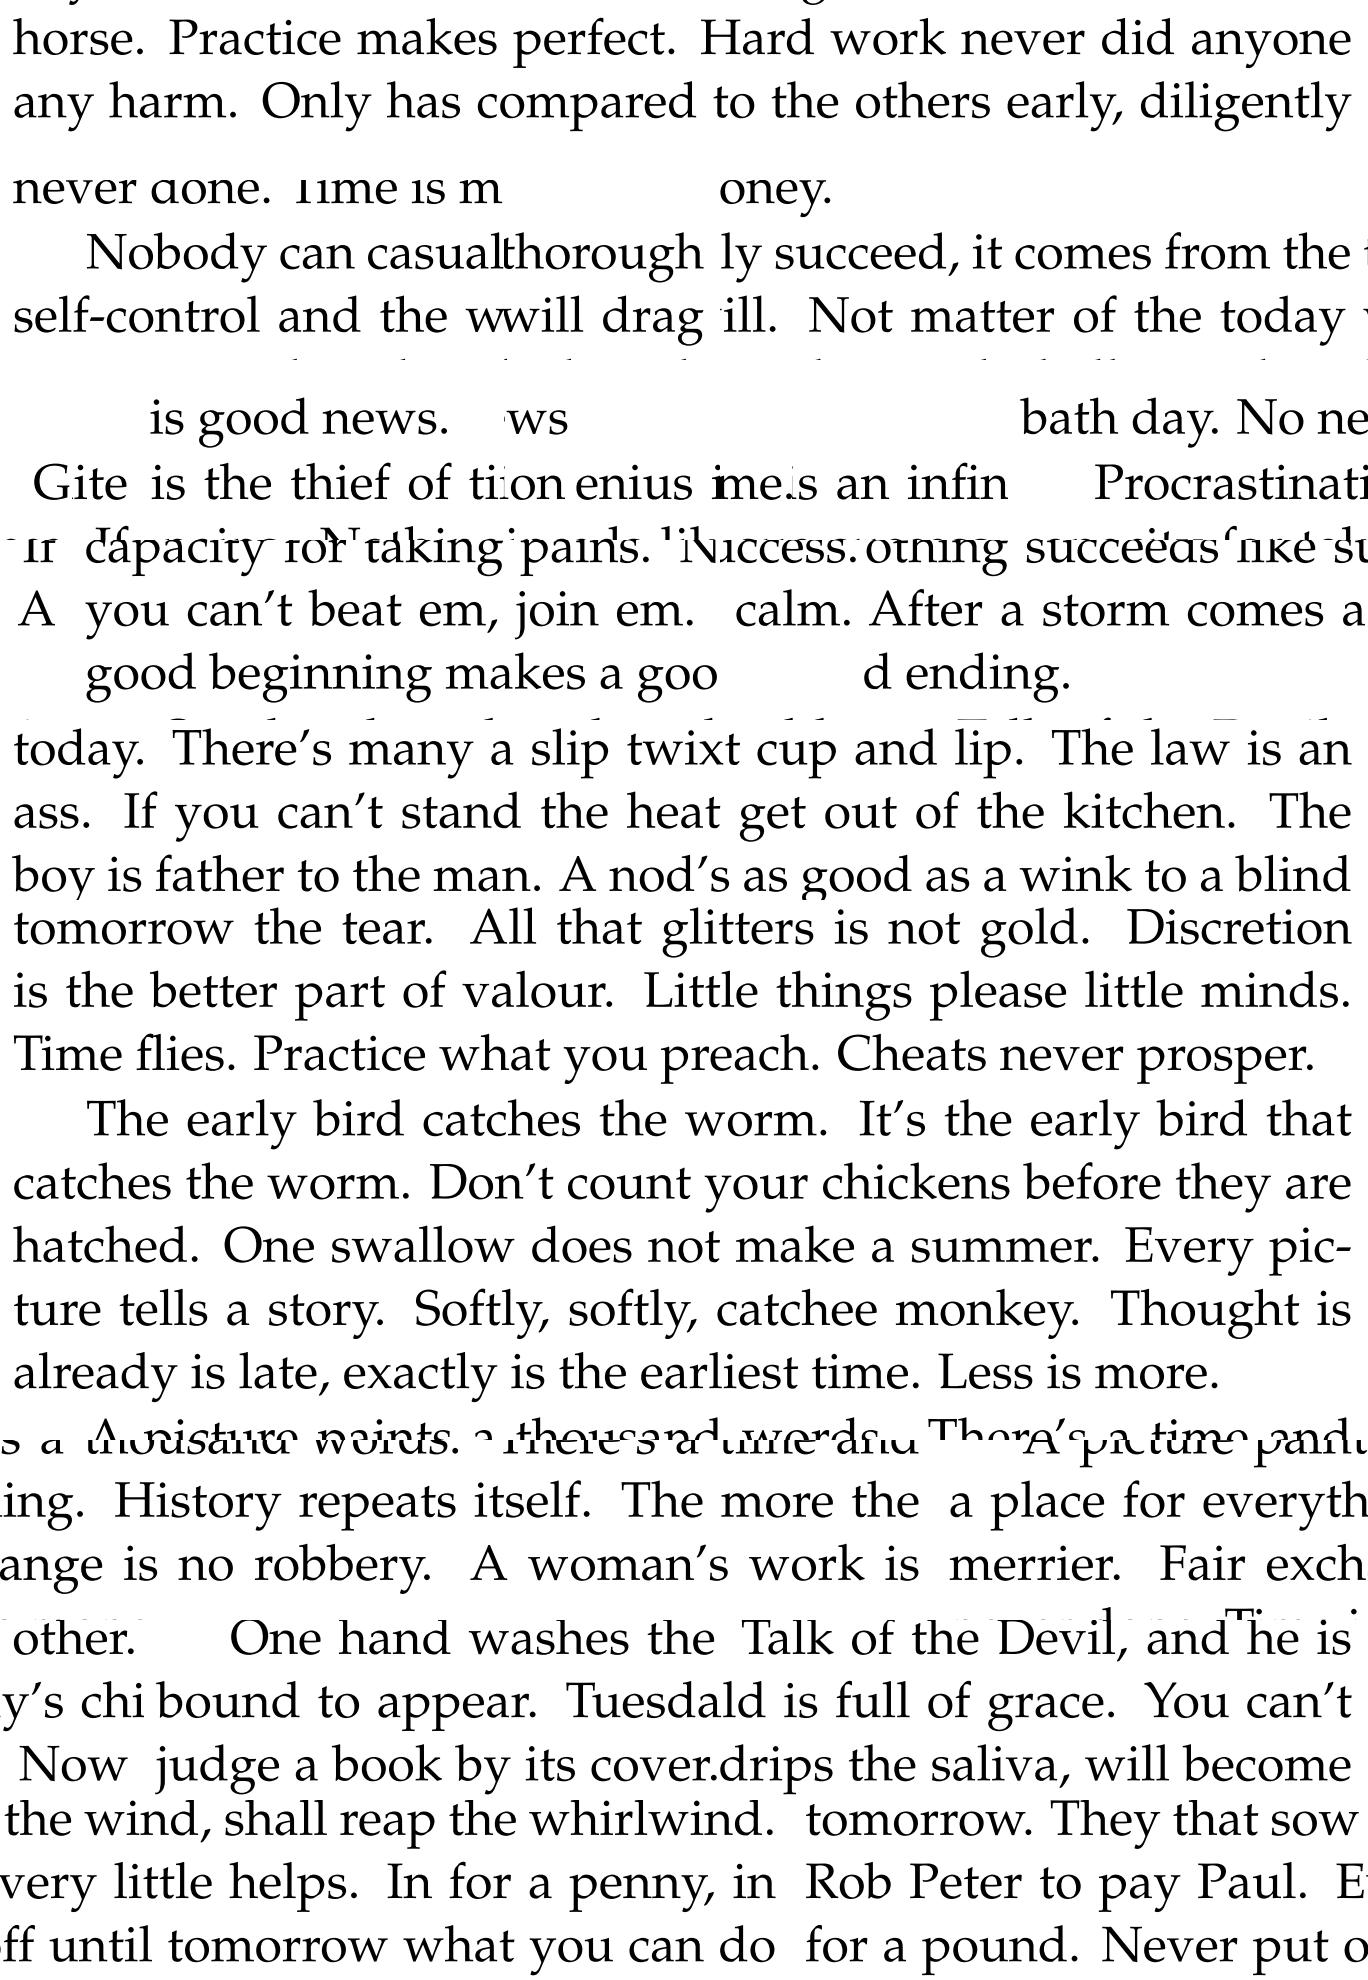 horse. Practice makes perfect. Hard work never did anyone
any harm. Only has compared to the others early, diligently
never done. Time is m oney.
Nobody can casual thorough ly succeed, it comes from the
self-control and the w will drag ill. Not matter of the today
is good news. ws bath day. No ne
Gite is the thief of ti ion enius me. is an infin Procrastinati
If capacity for taking pains. uccess. othing succeeds like su
A you can't beat em, join em. calm. After a storm comes a
good beginning makes a goo d ending.
today. There's many a slip twixt cup and lip. The law is an
ass. If you can't stand the heat get out of the kitchen. The
boy is father to the man. A nod's as good as a wink to a blind
tomorrow the tear. All that glitters is not gold. Discretion
is the better part of valour. Little things please little minds.
Time flies. Practice what you preach. Cheats never prosper.
The early bird catches the worm. It's the early bird that
catches the worm. Don't count your chickens before they are
hatched. One swallow does not make a summer. Every pic-
ture tells a story. Softly, softly, catchee monkey. Thought is
already is late, exactly is the earliest time. Less is more.
ing. History repeats itself. The more the a place for everyth
ange is no robbery. A woman's work is merrier. Fair exch
other. One hand washes the Talk of the Devil, and he is
y's chi bound to appear. Tuesda ld is full of grace. You can't
Now judge a book by its cover. drips the saliva, will become
the wind, shall reap the whirlwind. tomorrow. They that sow
very little helps. In for a penny, in Rob Peter to pay Paul. E
ff until tomorrow what you can do for a pound. Never put o